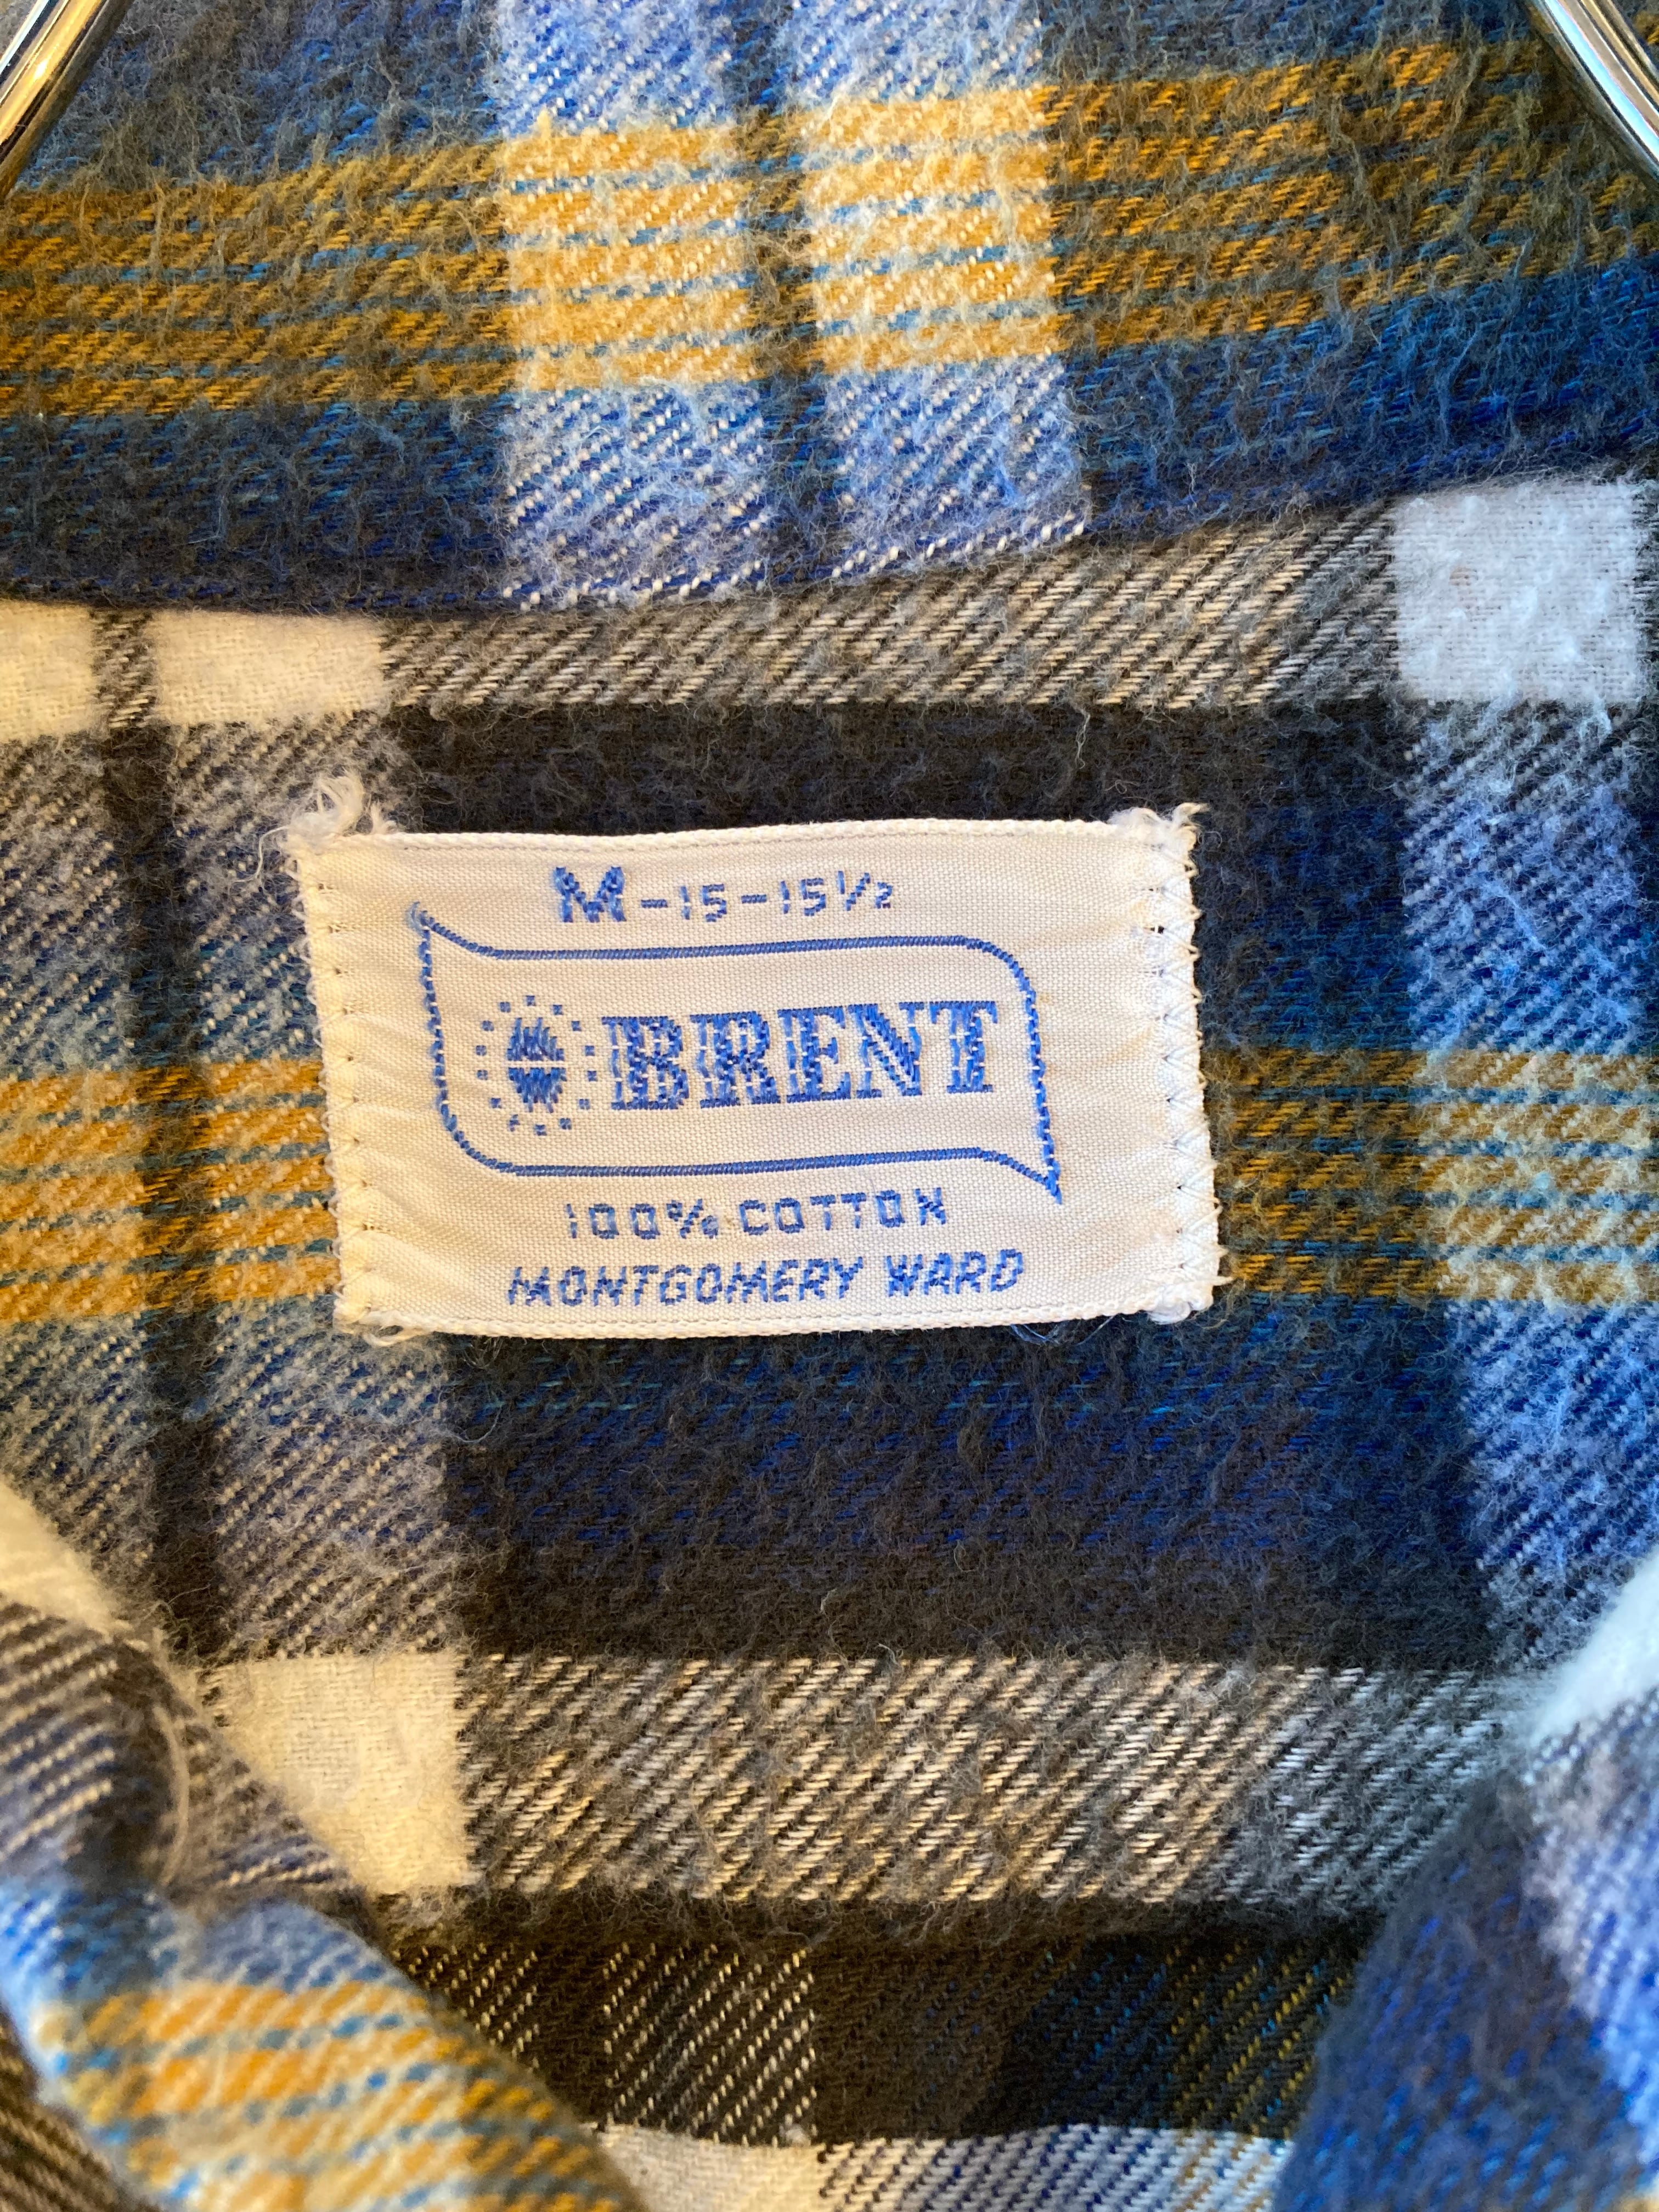 M-15-15½
BRENT
100% COTTON
MONTGOMERY WARD